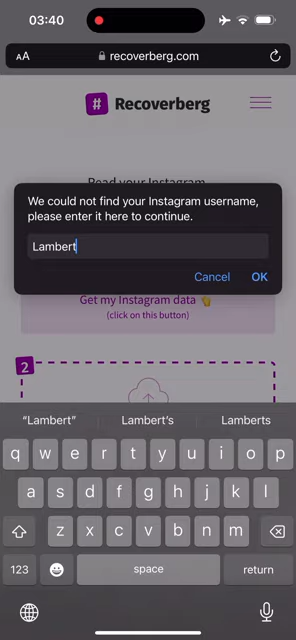 03:40
AA
recoverberg.com
# Recoverberg
Read your Instagram
We could not find your Instagram username,
please enter it here to continue.
Lambert
Cancel
OK
Get my Instagram data 👆
(click on this button)
2
“Lambert”
Lambert’s
Lamberts
q w e r t y u i o p
a s d f g h j k l
z x c v b n m
123
space
return